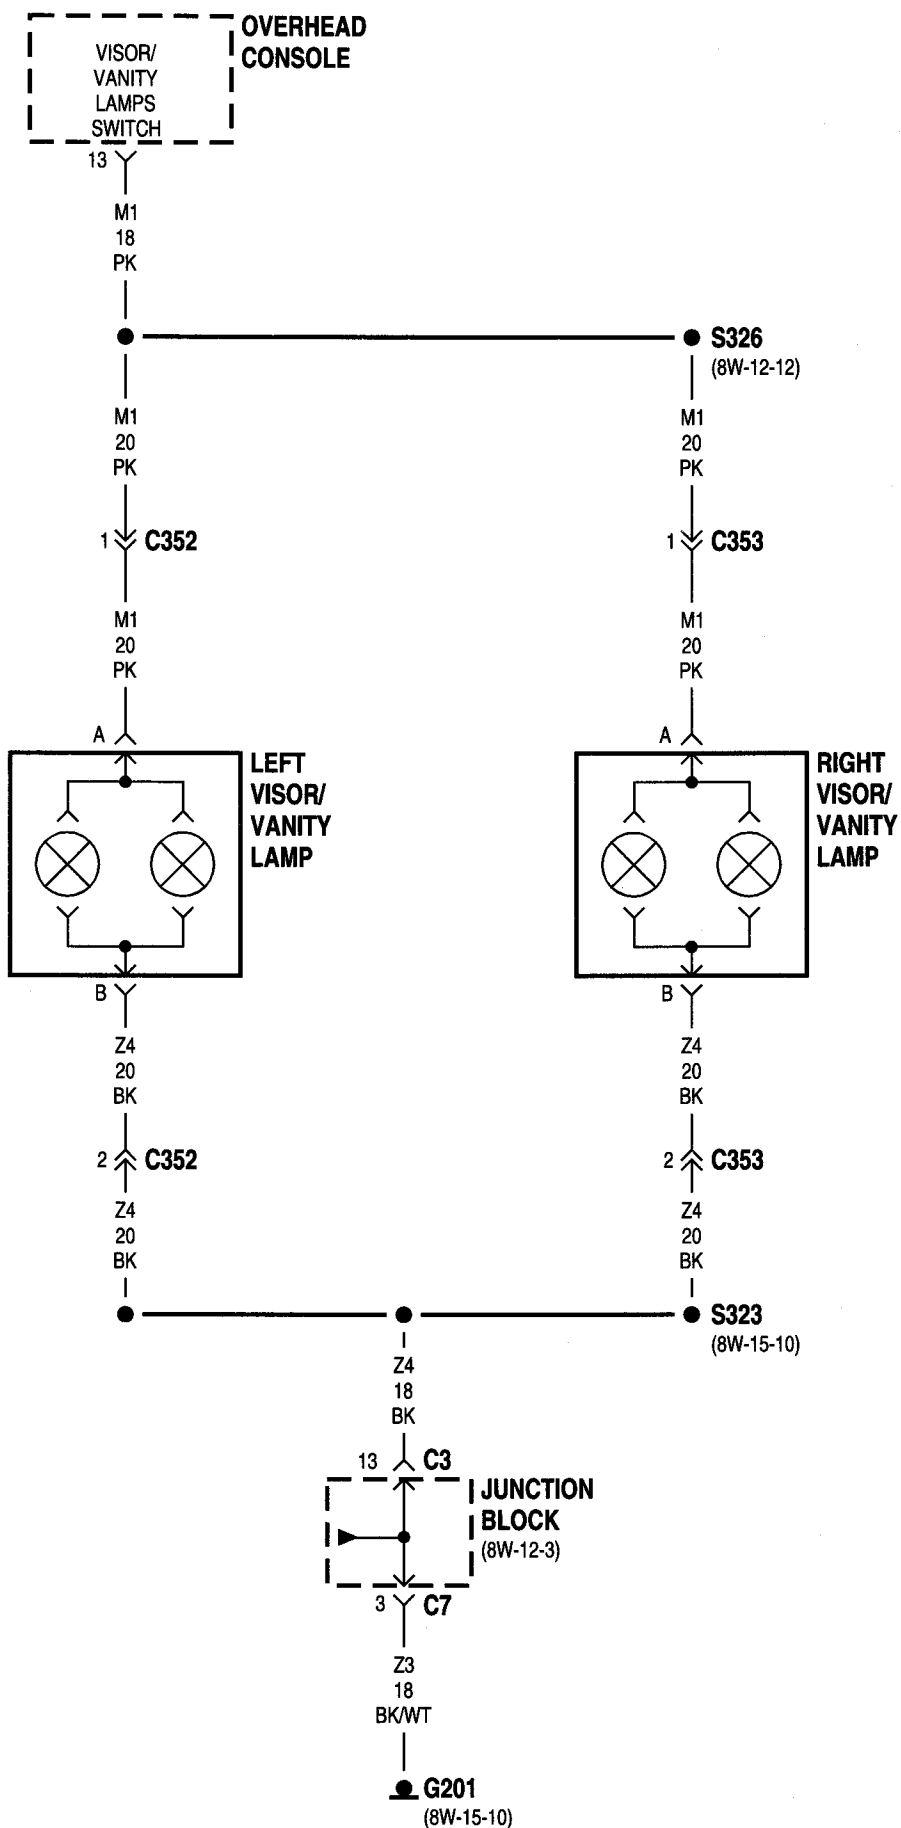 OVERHEAD
CONSOLE
VISOR/
VANITY
LAMPS
SWITCH
13
M1
18
PK
S326
(8W-12-12)
M1
20
PK
M1
20
PK
1
C352
1
C353
M1
20
PK
M1
20
PK
A
A
LEFT
VISOR/
VANITY
LAMP
RIGHT
VISOR/
VANITY
LAMP
B
B
Z4
20
BK
Z4
20
BK
2
C352
2
C353
Z4
20
BK
Z4
20
BK
S323
(8W-15-10)
Z4
18
BK
13
C3
JUNCTION
BLOCK
(8W-12-3)
3
C7
Z3
18
BK/WT
G201
(8W-15-10)